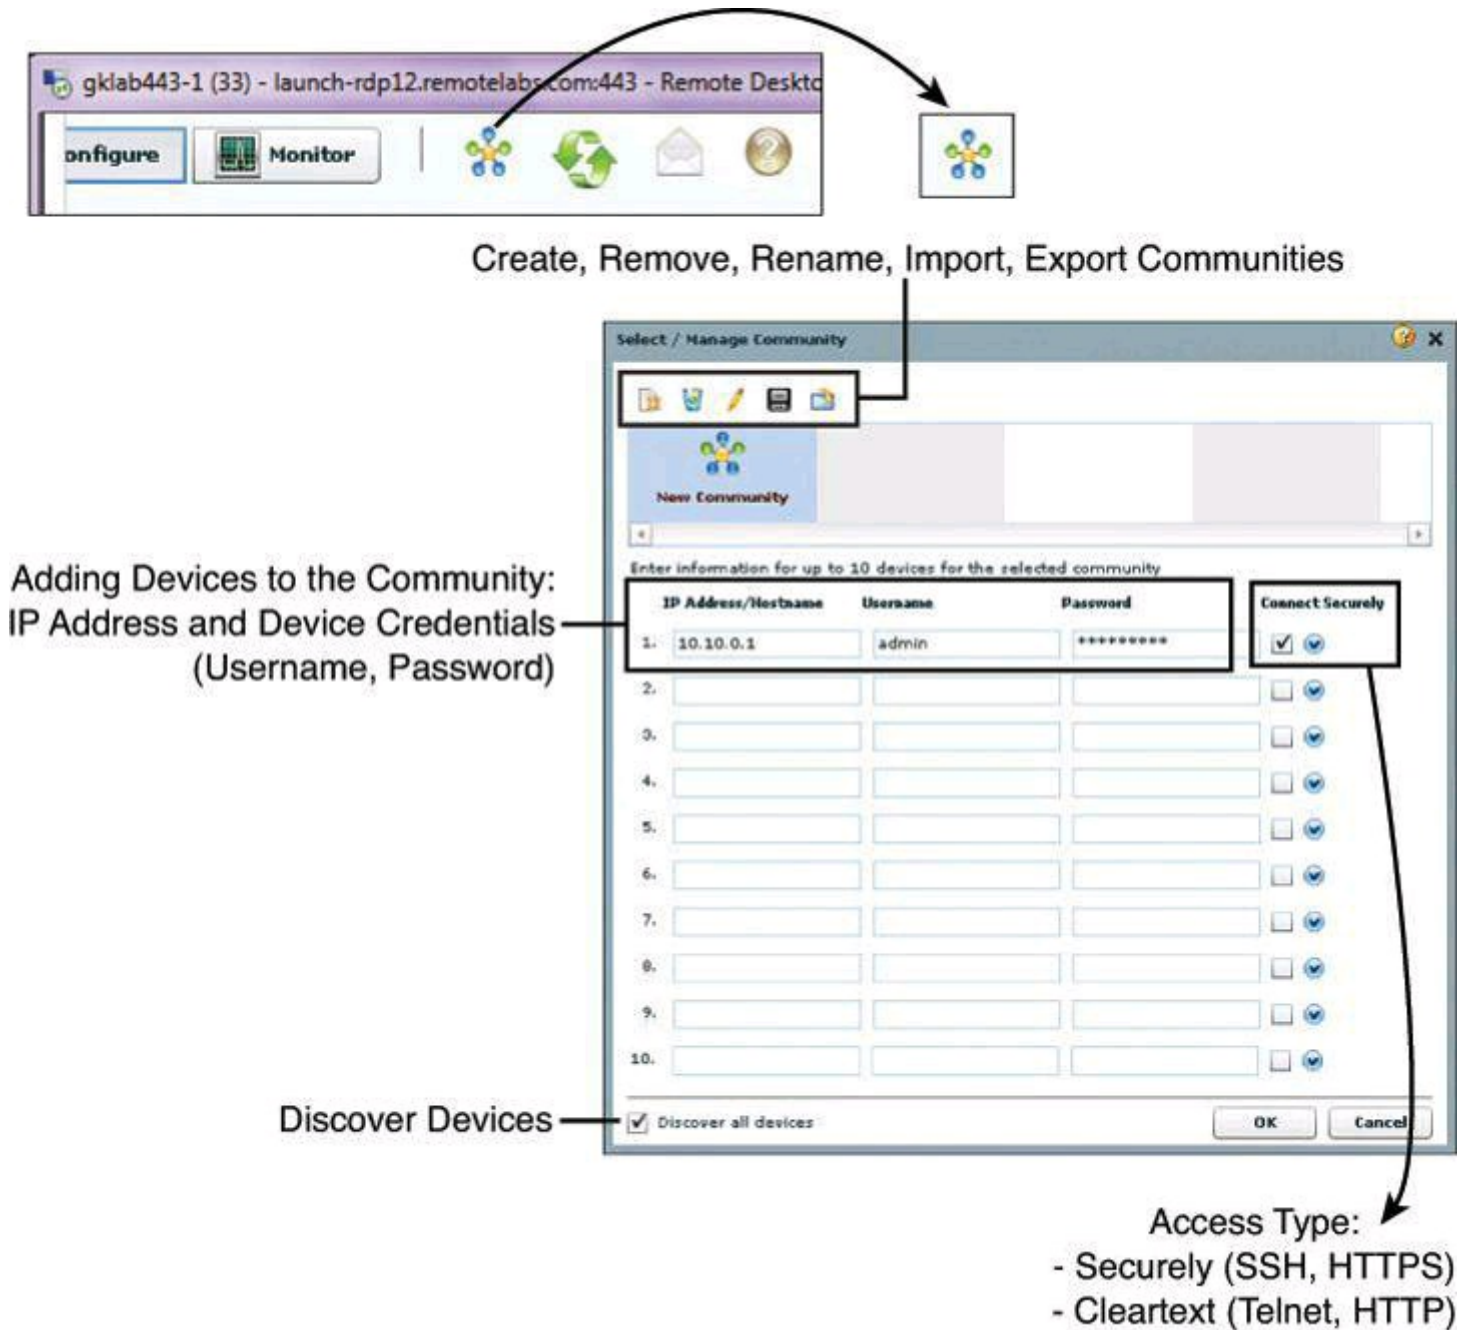 gklab443-1 (33) - launch-rdp12.remotelabs.com:443 - Remote Deskto
onfigure
Monitor
Create, Remove, Rename, Import, Export Communities
Select / Manage Community
New Community
Enter information for up to 10 devices for the selected community
Adding Devices to the Community:
IP Address and Device Credentials
(Username, Password)
IP Address/Hostname Username Password Connect Securely
1. 10.10.0.1 admin *********
2.
3.
4.
5.
6.
7.
8.
9.
10.
Discover Devices
Discover all devices OK Cancel
Access Type:
- Securely (SSH, HTTPS)
- Cleartext (Telnet, HTTP)